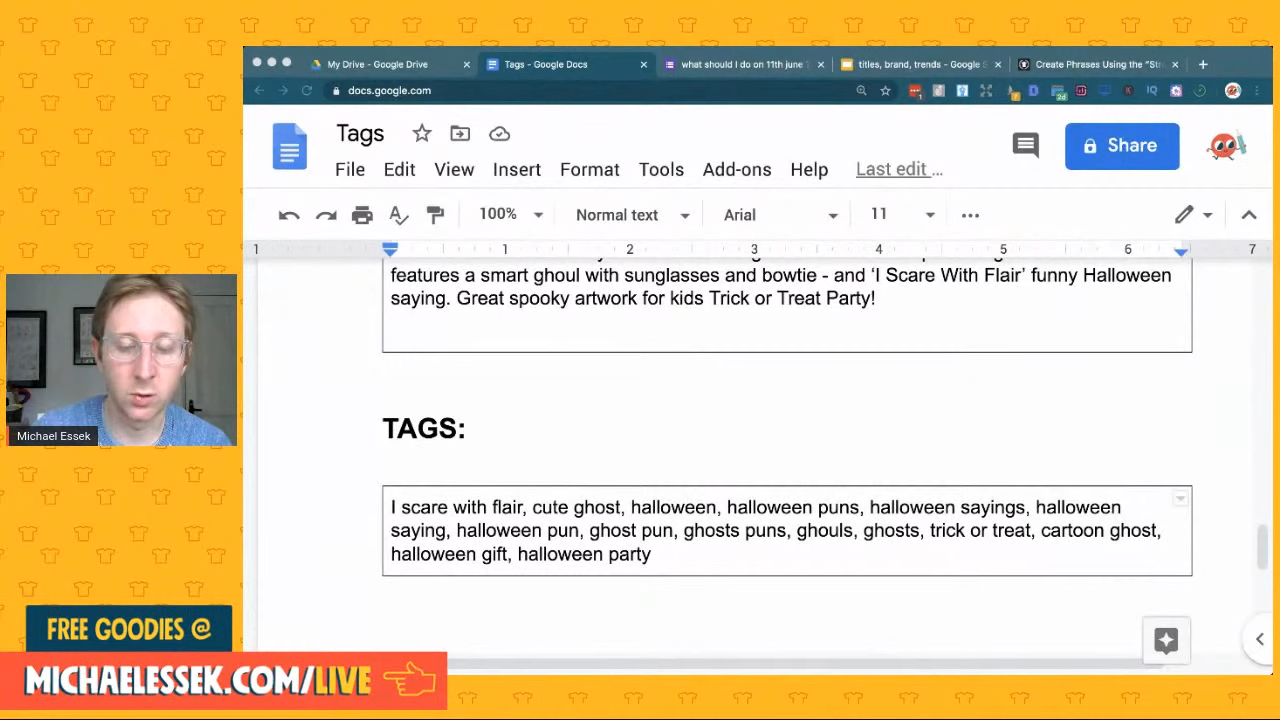 My Drive - Google Drive
Tags - Google Docs
what should I do on 11th june
titles, brand, trends - Google S
Create Phrases Using the "Str
docs.google.com
Tags
Share
File Edit View Insert Format Tools Add-ons Help Last edit ...
100% Normal text Arial 11
1 1 2 3 4 5 6 7
features a smart ghoul with sunglasses and bowtie - and ‘I Scare With Flair’ funny Halloween
saying. Great spooky artwork for kids Trick or Treat Party!
TAGS:
I scare with flair, cute ghost, halloween, halloween puns, halloween sayings, halloween
saying, halloween pun, ghost pun, ghosts puns, ghouls, ghosts, trick or treat, cartoon ghost,
halloween gift, halloween party
Michael Essek
FREE GOODIES @
MICHAELESSEK.COM/LIVE